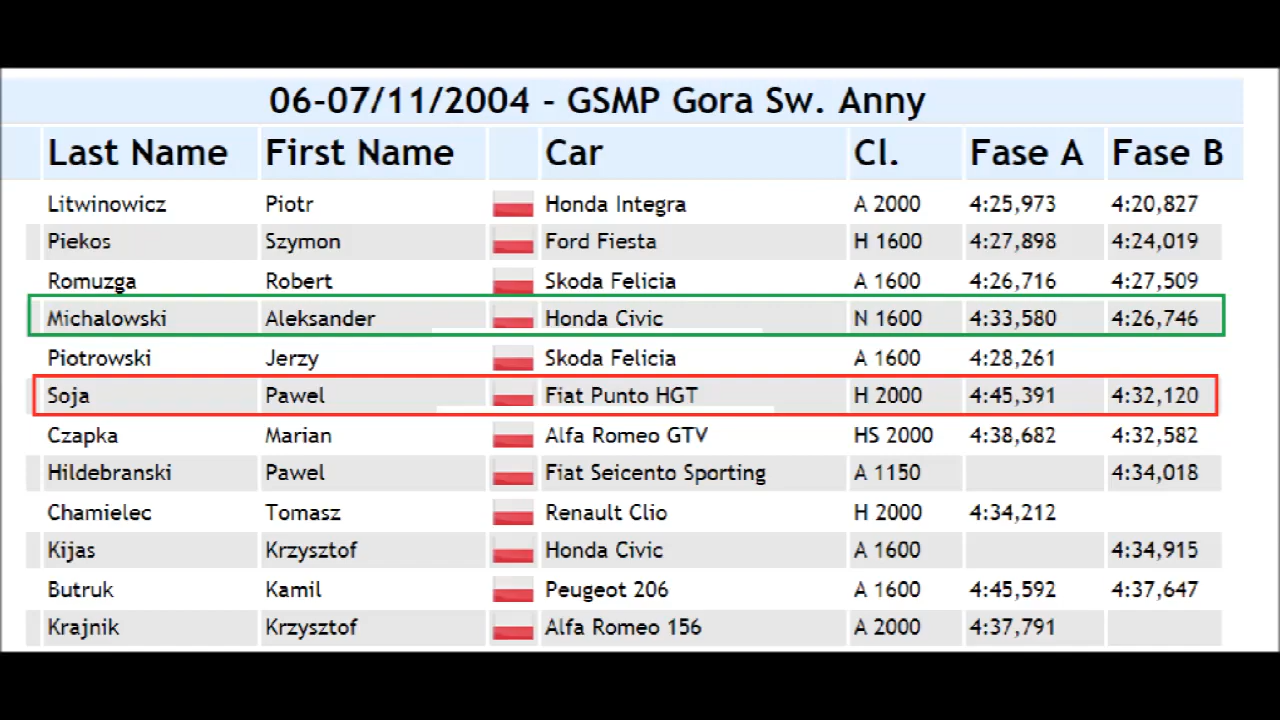 06-07/11/2004 - GSMP Gora Sw. Anny
Last Name First Name Car Cl. Fase A Fase B
Litwinowicz Piotr Honda Integra A 2000 4:25,973 4:20,827
Piekos Szymon Ford Fiesta H 1600 4:27,898 4:24,019
Romuzga Robert Skoda Felicia A 1600 4:26,716 4:27,509
Michalowski Aleksander Honda Civic N 1600 4:33,580 4:26,746
Piotrowski Jerzy Skoda Felicia A 1600 4:28,261
Soja Pawel Fiat Punto HGT H 2000 4:45,391 4:32,120
Czapka Marian Alfa Romeo GTV HS 2000 4:38,682 4:32,582
Hildebranski Pawel Fiat Seicento Sporting A 1150 4:34,018
Chamielec Tomasz Renault Clio H 2000 4:34,212
Kijas Krzysztof Honda Civic A 1600 4:34,915
Butruk Kamil Peugeot 206 A 1600 4:45,592 4:37,647
Krajnik Krzysztof Alfa Romeo 156 A 2000 4:37,791